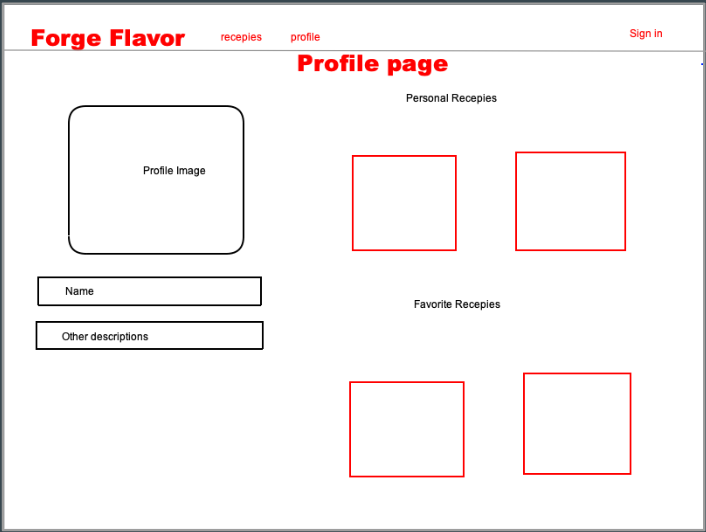 Forge Flavor recepies profile Sign in
Profile page
Personal Recepies
Profile Image
Name
Favorite Recepies
Other descriptions